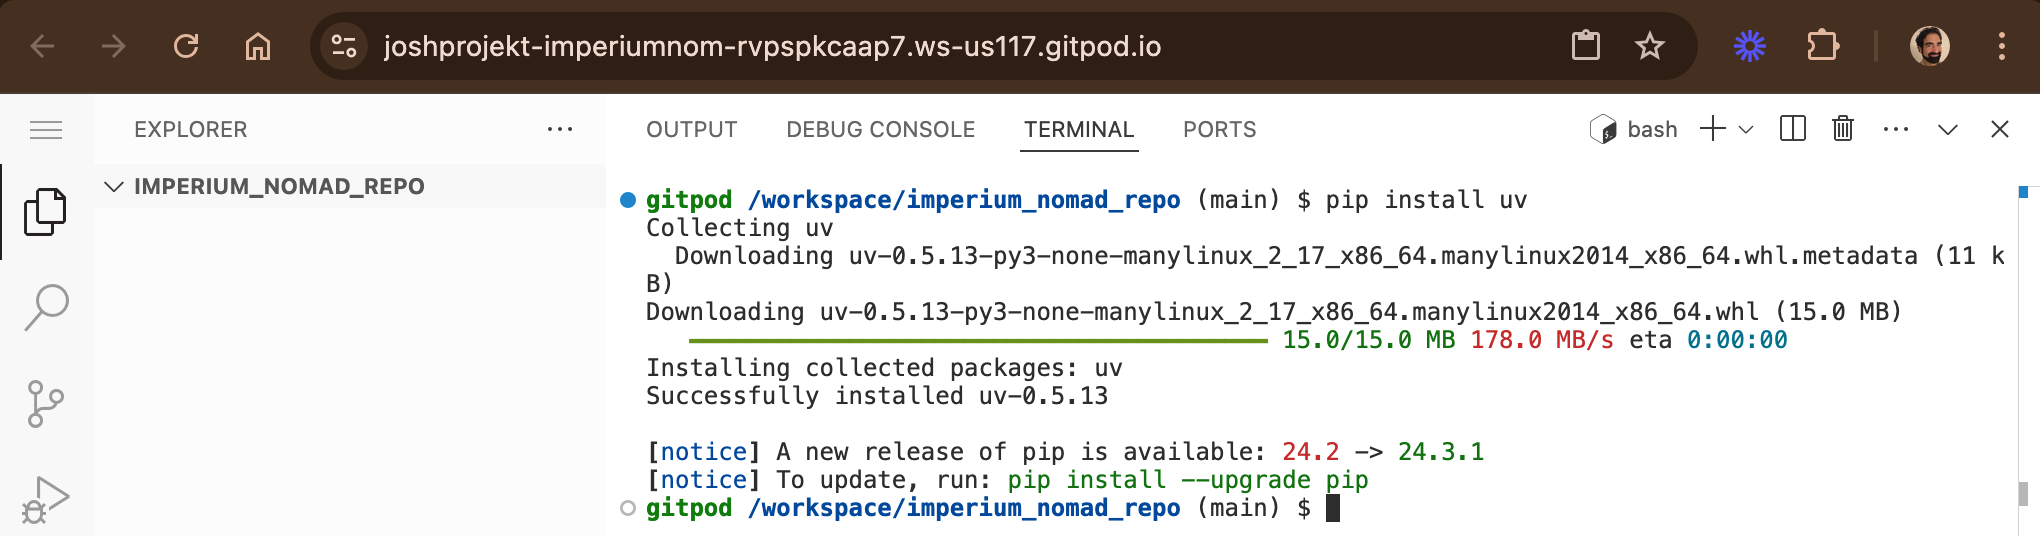 joshprojekt-imperiumnom-rvpspkcaap7.ws-us117.gitpod.io
EXPLORER
IMPERIUM_NOMAD_REPO
OUTPUT DEBUG CONSOLE TERMINAL PORTS bash
gitpod /workspace/imperium_nomad_repo (main) $ pip install uv
Collecting uv
  Downloading uv-0.5.13-py3-none-manylinux_2_17_x86_64.manylinux2014_x86_64.whl.metadata (11 k
B)
Downloading uv-0.5.13-py3-none-manylinux_2_17_x86_64.manylinux2014_x86_64.whl (15.0 MB)
15.0/15.0 MB 178.0 MB/s eta 0:00:00
Installing collected packages: uv
Successfully installed uv-0.5.13
[notice] A new release of pip is available: 24.2 -> 24.3.1
[notice] To update, run: pip install --upgrade pip
gitpod /workspace/imperium_nomad_repo (main) $